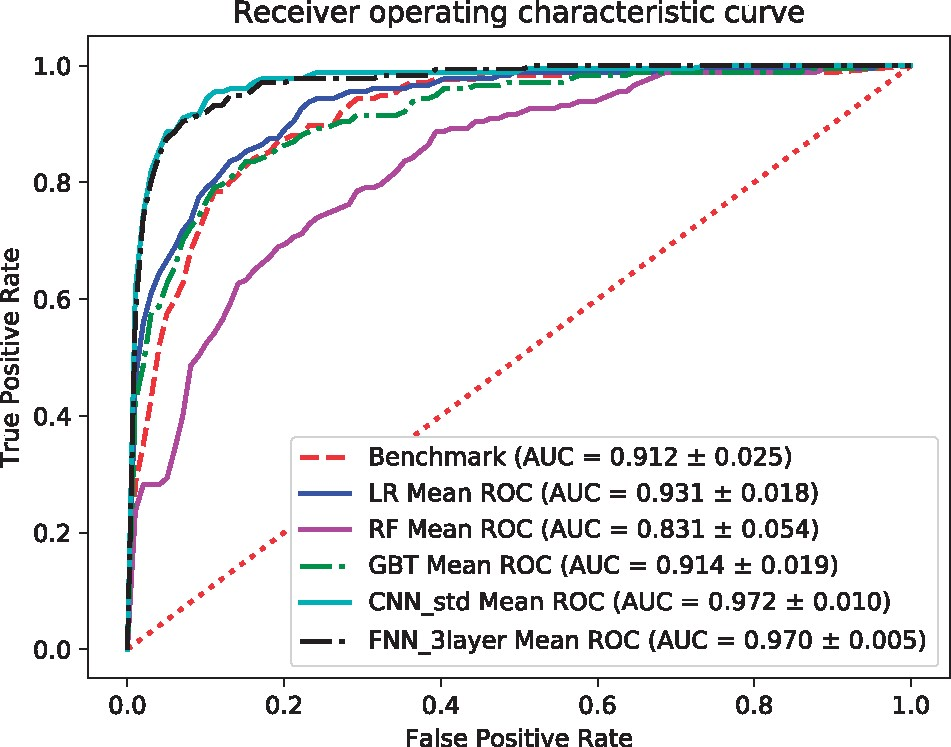 Receiver operating characteristic curve
True Positive Rate
1.0
0.8
0.6
0.4
0.2
0.0
Benchmark (AUC = 0.912 ± 0.025)
LR Mean ROC (AUC = 0.931 ± 0.018)
RF Mean ROC (AUC = 0.831 ± 0.054)
GBT Mean ROC (AUC = 0.914 ± 0.019)
CNN_std Mean ROC (AUC = 0.972 ± 0.010)
FNN_3layer Mean ROC (AUC = 0.970 ± 0.005)
0.0 0.2 0.4 0.6 0.8 1.0
False Positive Rate